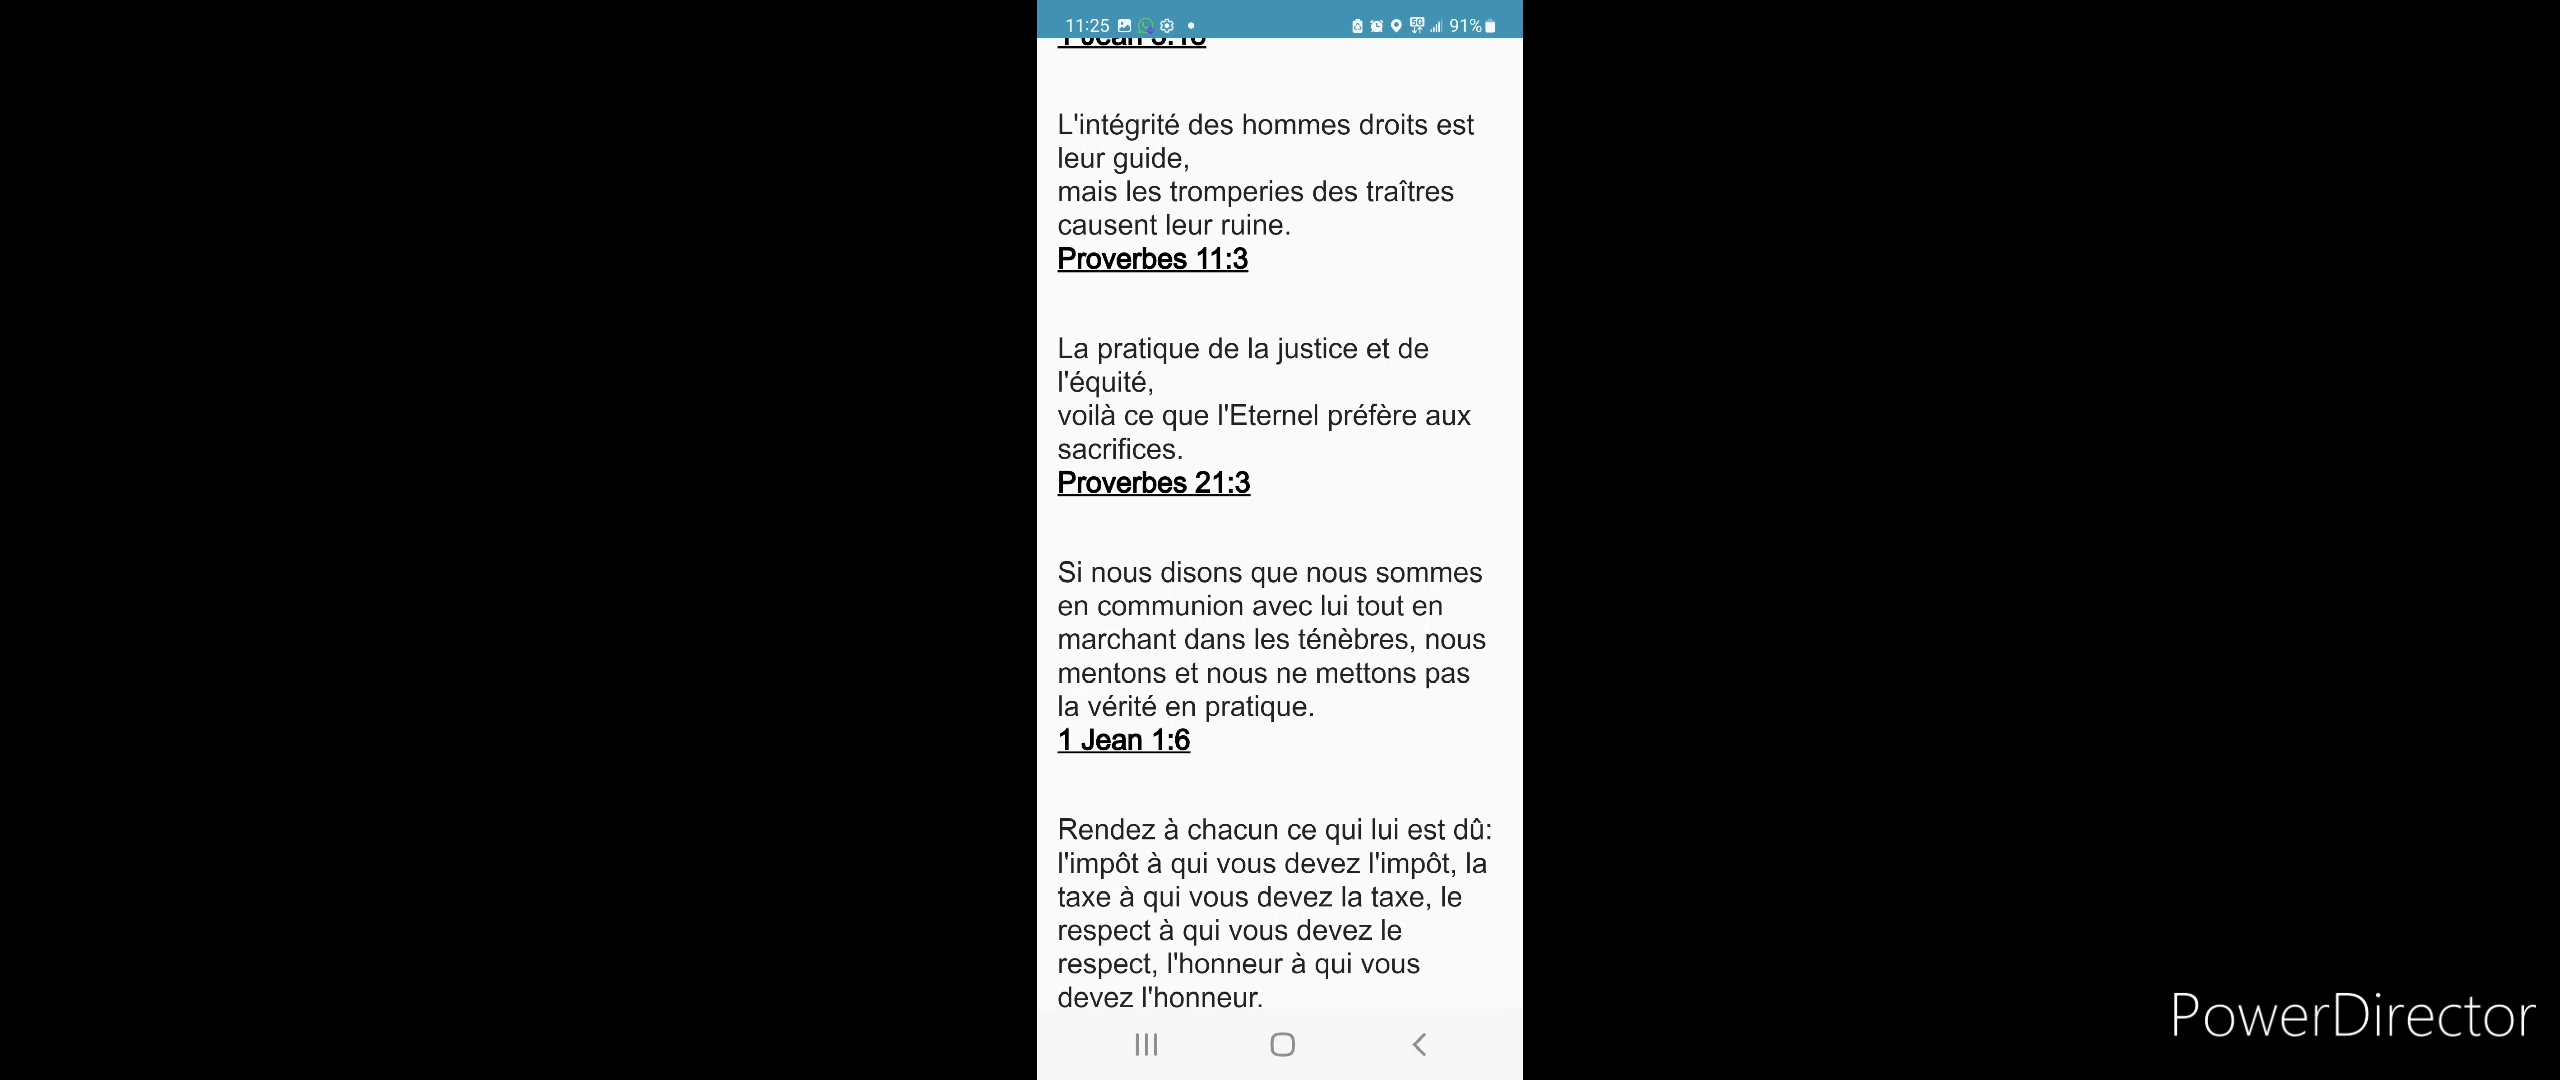 11:25
91%
L'intégrité des hommes droits est
leur guide,
mais les tromperies des traîtres
causent leur ruine.
Proverbes 11:3
La pratique de la justice et de
l'équité,
voilà ce que l'Eternel préfère aux
sacrifices.
Proverbes 21:3
Si nous disons que nous sommes
en communion avec lui tout en
marchant dans les ténèbres, nous
mentons et nous ne mettons pas
la vérité en pratique.
1 Jean 1:6
Rendez à chacun ce qui lui est dû:
l'impôt à qui vous devez l'impôt, la
taxe à qui vous devez la taxe, le
respect à qui vous devez le
respect, l'honneur à qui vous
devez l'honneur.
PowerDirector